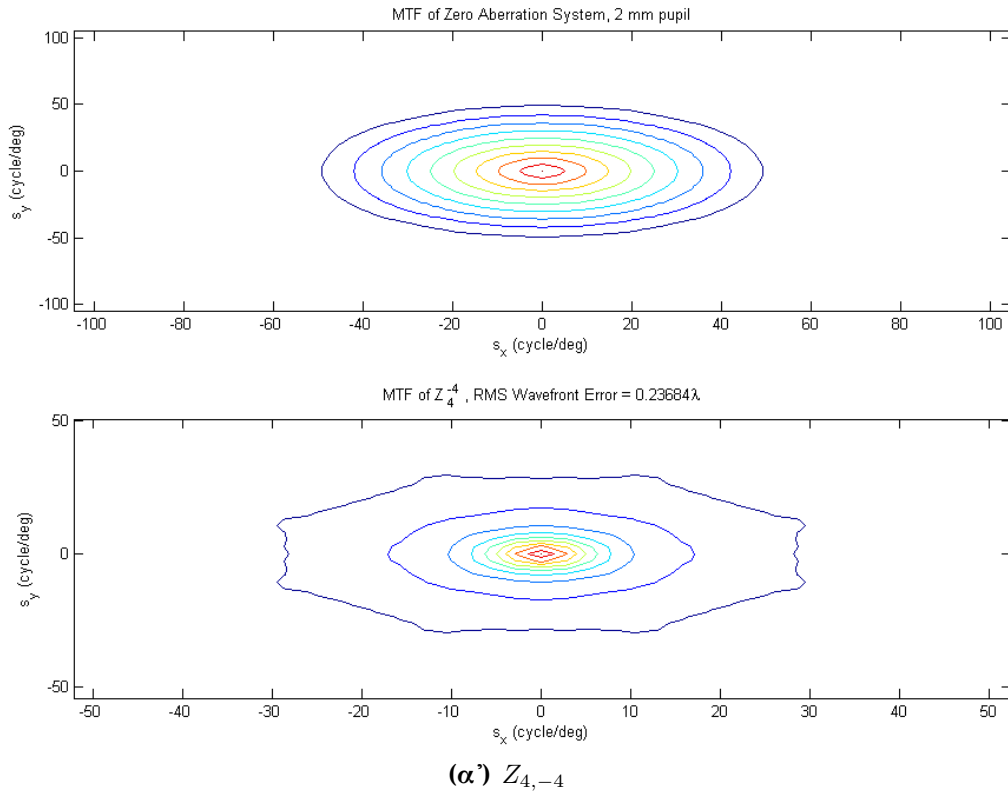 MTF of Zero Aberration System, 2 mm pupil
100
50
0
-50
-100
s_y (cycle/deg)
-100 -80 -60 -40 -20 0 20 40 60 80 100
s_x (cycle/deg)
MTF of Z_4^-4 , RMS Wavefront Error = 0.23684λ
50
0
-50
s_y (cycle/deg)
-50 -40 -30 -20 -10 0 10 20 30 40 50
s_x (cycle/deg)
(α') Z_4,−4